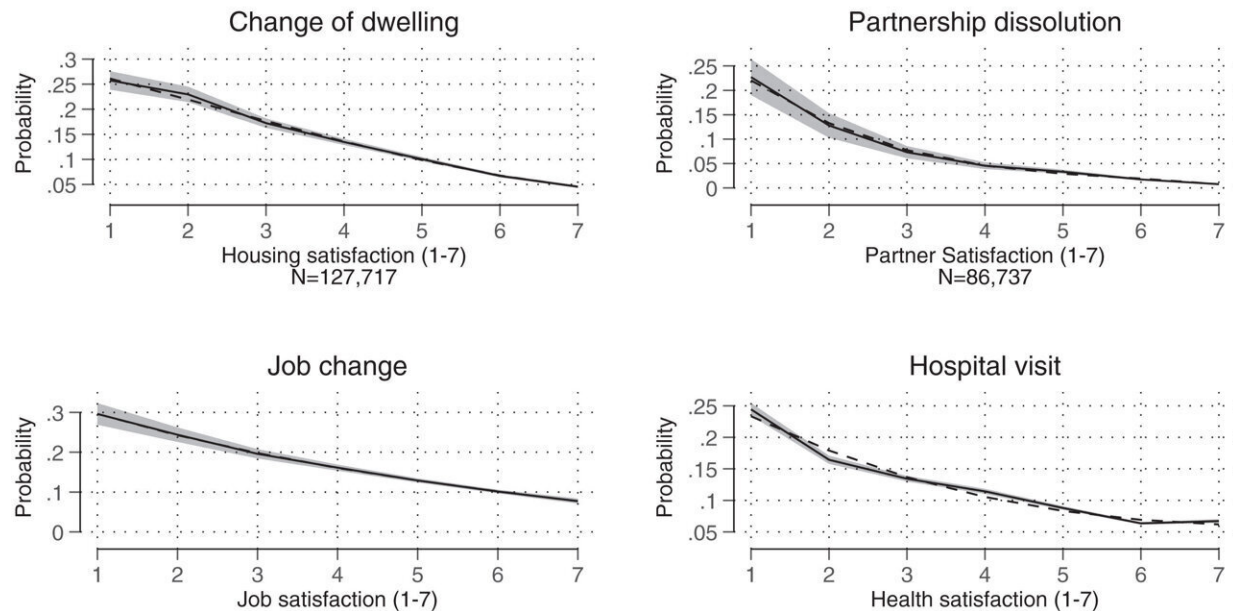 Change of dwelling
Probability
.3
.25
.2
.15
.1
.05
1 2 3 4 5 6 7
Housing satisfaction (1-7)
N=127,717
Partnership dissolution
Probability
.25
.2
.15
.1
.05
0
1 2 3 4 5 6 7
Partner Satisfaction (1-7)
N=86,737
Job change
Probability
.3
.2
.1
0
1 2 3 4 5 6 7
Job satisfaction (1-7)
Hospital visit
Probability
.25
.2
.15
.1
.05
1 2 3 4 5 6 7
Health satisfaction (1-7)